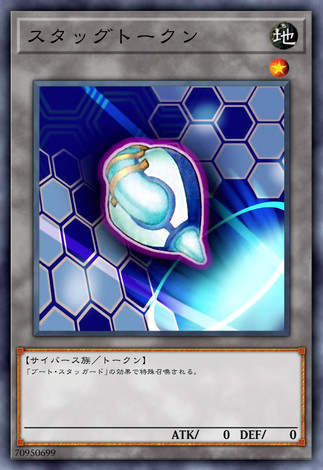 スタッグトークン
地
【サイバース族／トークン】
「ブート・スタッガード」の効果で特殊召喚される。
ATK/ 0 DEF/ 0
70950699